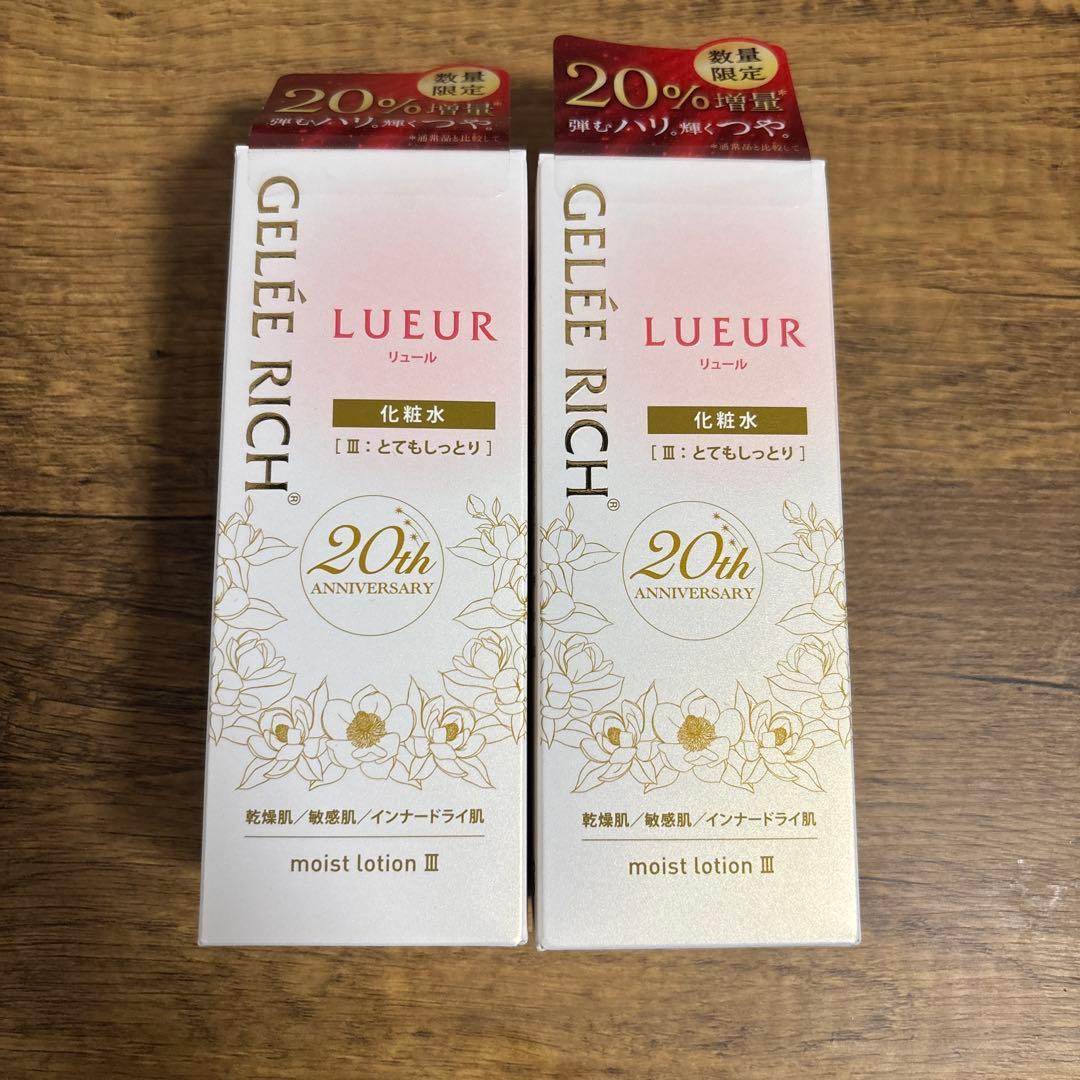 数量
限定
20%増量*
弾むハリ。輝くつや。
*通常品と比較して
GELÉE RICH®
LUEUR
リュール
化粧水
[Ⅲ:とてもしっとり]
20th
ANNIVERSARY
乾燥肌/敏感肌/インナードライ肌
moist lotion Ⅲ
数量
限定
20%増量*
弾むハリ。輝くつや。
*通常品と比較して
GELÉE RICH®
LUEUR
リュール
化粧水
[Ⅲ:とてもしっとり]
20th
ANNIVERSARY
乾燥肌/敏感肌/インナードライ肌
moist lotion Ⅲ